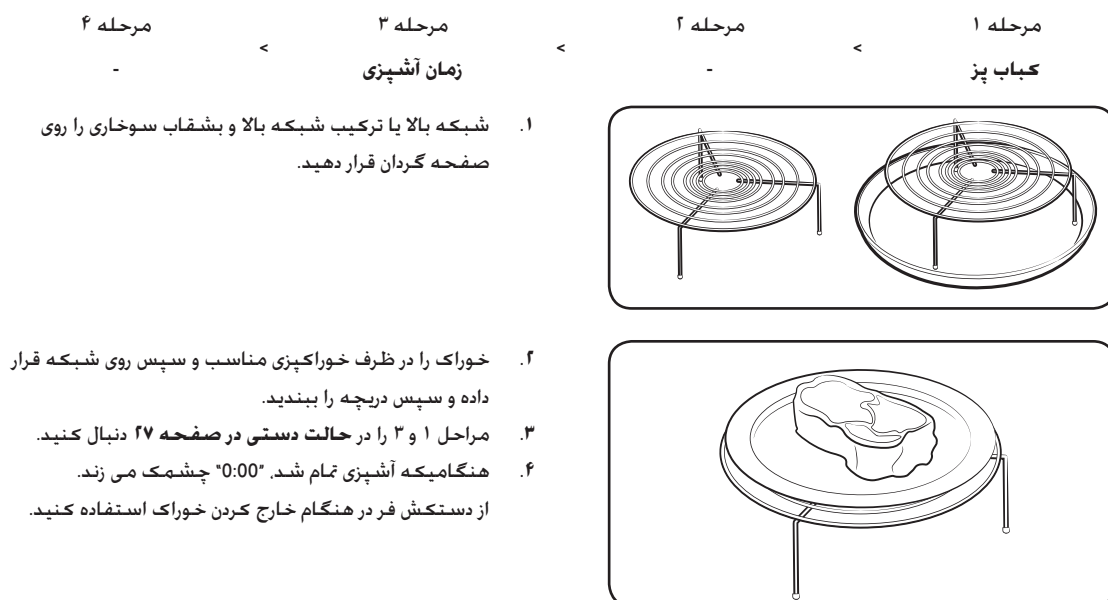 مرحله ۱ > مرحله ۲ > مرحله ۳ > مرحله ۴
کباب پز - زمان آشپزی -
۱. شبکه بالا یا ترکیب شبکه بالا و بشقاب سوخاری را روی
صفحه گردان قرار دهید.
۲. خوراک را در ظرف خوراکپزی مناسب و سپس روی شبکه قرار
داده و سپس دریچه را ببندید.
۳. مراحل ۱ و ۳ را در حالت دستی در صفحه ۲۷ دنبال کنید.
۴. هنگامیکه آشپزی تمام شد، "0:00" چشمک می زند.
از دستکش فر در هنگام خارج کردن خوراک استفاده کنید.